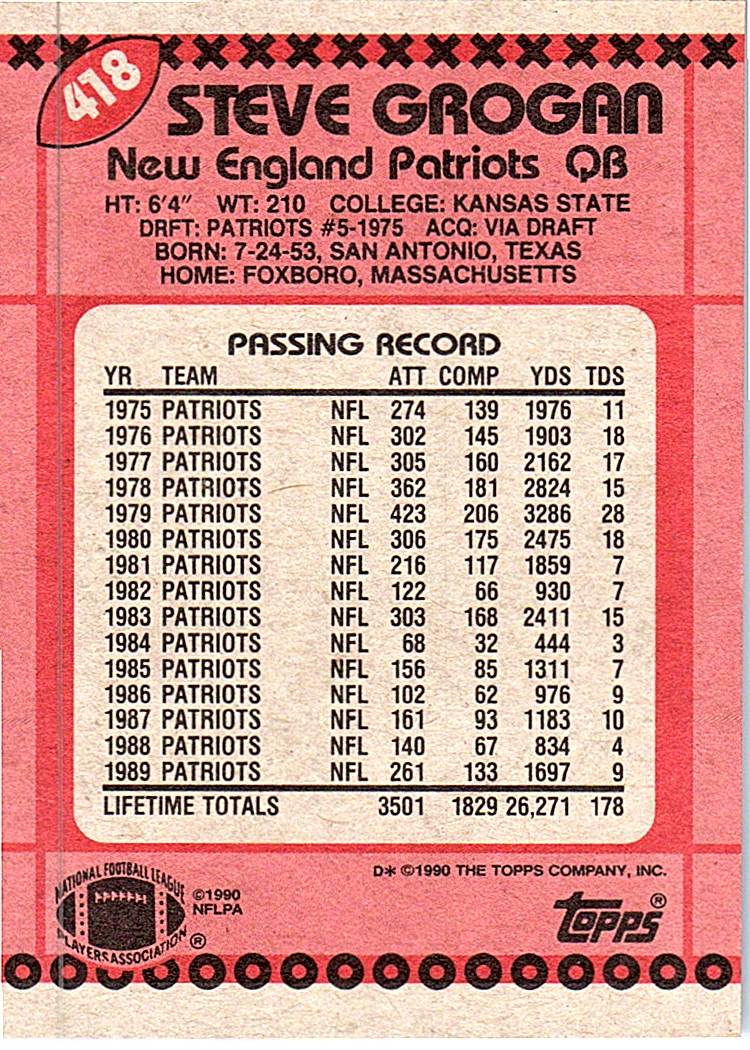 418
STEVE GROGAN
New England Patriots QB
HT: 6'4" WT: 210 COLLEGE: KANSAS STATE
DRFT: PATRIOTS #5-1975 ACQ: VIA DRAFT
BORN: 7-24-53, SAN ANTONIO, TEXAS
HOME: FOXBORO, MASSACHUSETTS
PASSING RECORD
YR TEAM ATT COMP YDS TDS
1975 PATRIOTS NFL 274 139 1976 11
1976 PATRIOTS NFL 302 145 1903 18
1977 PATRIOTS NFL 305 160 2162 17
1978 PATRIOTS NFL 362 181 2824 15
1979 PATRIOTS NFL 423 206 3286 28
1980 PATRIOTS NFL 306 175 2475 18
1981 PATRIOTS NFL 216 117 1859 7
1982 PATRIOTS NFL 122 66 930 7
1983 PATRIOTS NFL 303 168 2411 15
1984 PATRIOTS NFL 68 32 444 3
1985 PATRIOTS NFL 156 85 1311 7
1986 PATRIOTS NFL 102 62 976 9
1987 PATRIOTS NFL 161 93 1183 10
1988 PATRIOTS NFL 140 67 834 4
1989 PATRIOTS NFL 261 133 1697 9
LIFETIME TOTALS 3501 1829 26,271 178
D* ©1990 THE TOPPS COMPANY, INC.
NATIONAL FOOTBALL LEAGUE
PLAYERS ASSOCIATION ®
©1990
NFLPA
topps ®